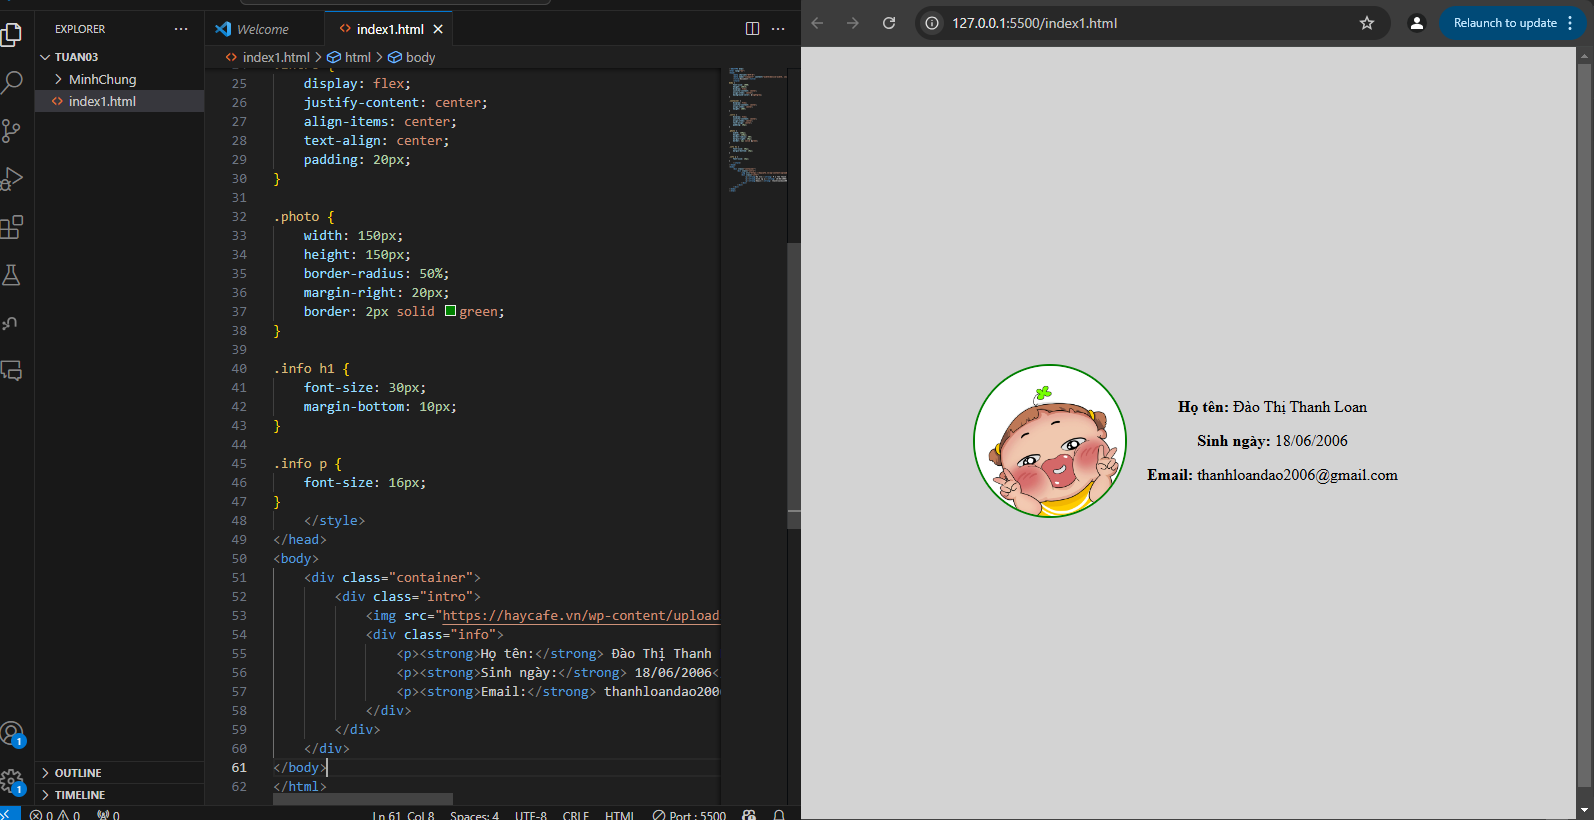 EXPLORER
TUAN03
MinhChung
index1.html
OUTLINE
TIMELINE
Welcome
index1.html
index1.html > html > body
25 display: flex;
26 justify-content: center;
27 align-items: center;
28 text-align: center;
29 padding: 20px;
30 }
31
32 .photo {
33 width: 150px;
34 height: 150px;
35 border-radius: 50%;
36 margin-right: 20px;
37 border: 2px solid green;
38 }
39
40 .info h1 {
41 font-size: 30px;
42 margin-bottom: 10px;
43 }
44
45 .info p {
46 font-size: 16px;
47 }
48 </style>
49 </head>
50 <body>
51 <div class="container">
52 <div class="intro">
53 <img src="https://haycafe.vn/wp-content/upload
54 <div class="info">
55 <p><strong>Họ tên:</strong> Đào Thị Thanh
56 <p><strong>Sinh ngày:</strong> 18/06/2006<
57 <p><strong>Email:</strong> thanhloandao200
58 </div>
59 </div>
60 </div>
61 </body>
62 </html>
1
1
0 0 0
Ln 61, Col 8 Spaces: 4 UTF-8 CRLF HTML Port : 5500
127.0.0.1:5500/index1.html
Relaunch to update
Họ tên: Đào Thị Thanh Loan
Sinh ngày: 18/06/2006
Email: thanhloandao2006@gmail.com